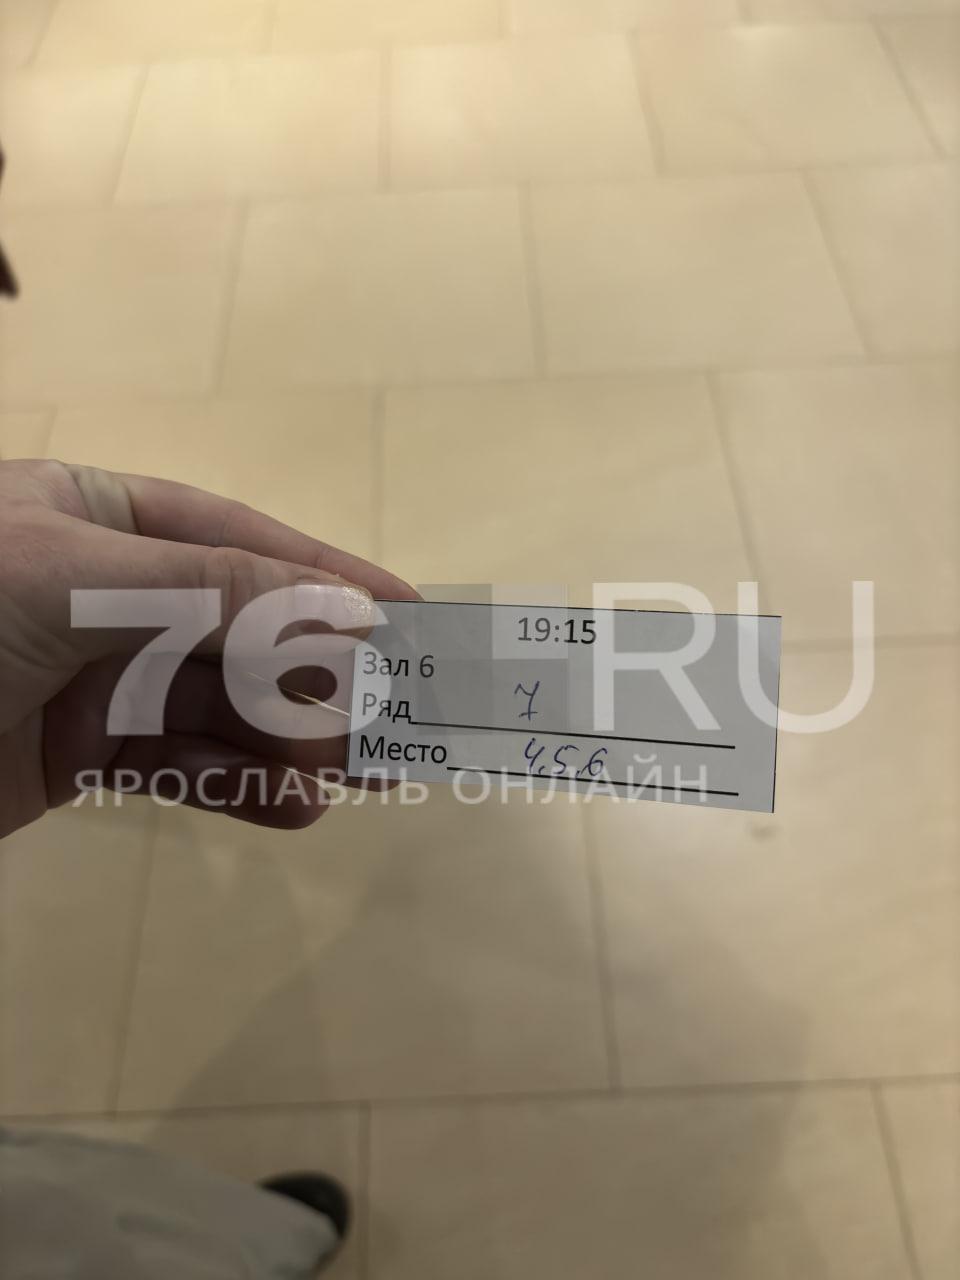 19:15
Зал 6
Ряд 7
Место 4,5,6
76.RU
ЯРОСЛАВЛЬ ОНЛАЙН